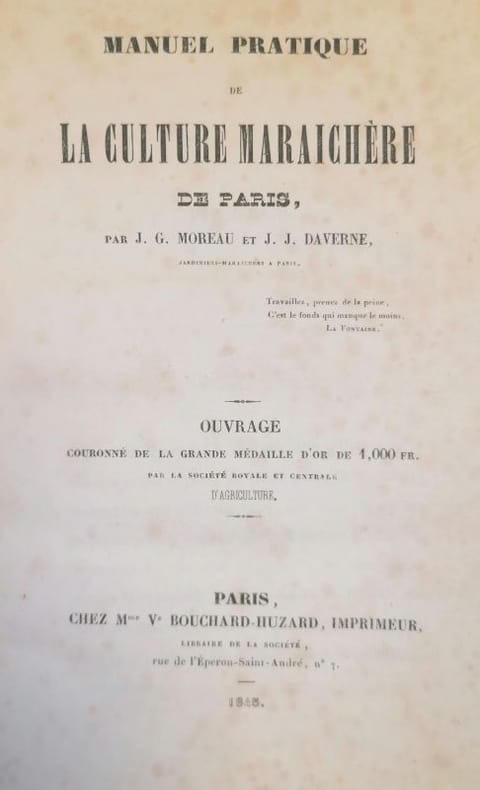 MANUEL PRATIQUE
DE
LA CULTURE MARAICHÈRE
DE PARIS,
PAR J. G. MOREAU ET J. J. DAVERNE,
JARDINIERS-MARAICHERS A PARIS.
Travaillez, prenez de la peine,
C'est le fonds qui manque le moins.
LA FONTAINE.
OUVRAGE
COURONNÉ DE LA GRANDE MÉDAILLE D'OR DE 1,000 FR.
PAR LA SOCIÉTÉ ROYALE ET CENTRALE
D'AGRICULTURE.
PARIS,
CHEZ Mme Ve BOUCHARD-HUZARD, IMPRIMEUR,
LIBRAIRE DE LA SOCIÉTÉ,
rue de l'Éperon-Saint-André, n° 7.
1845.